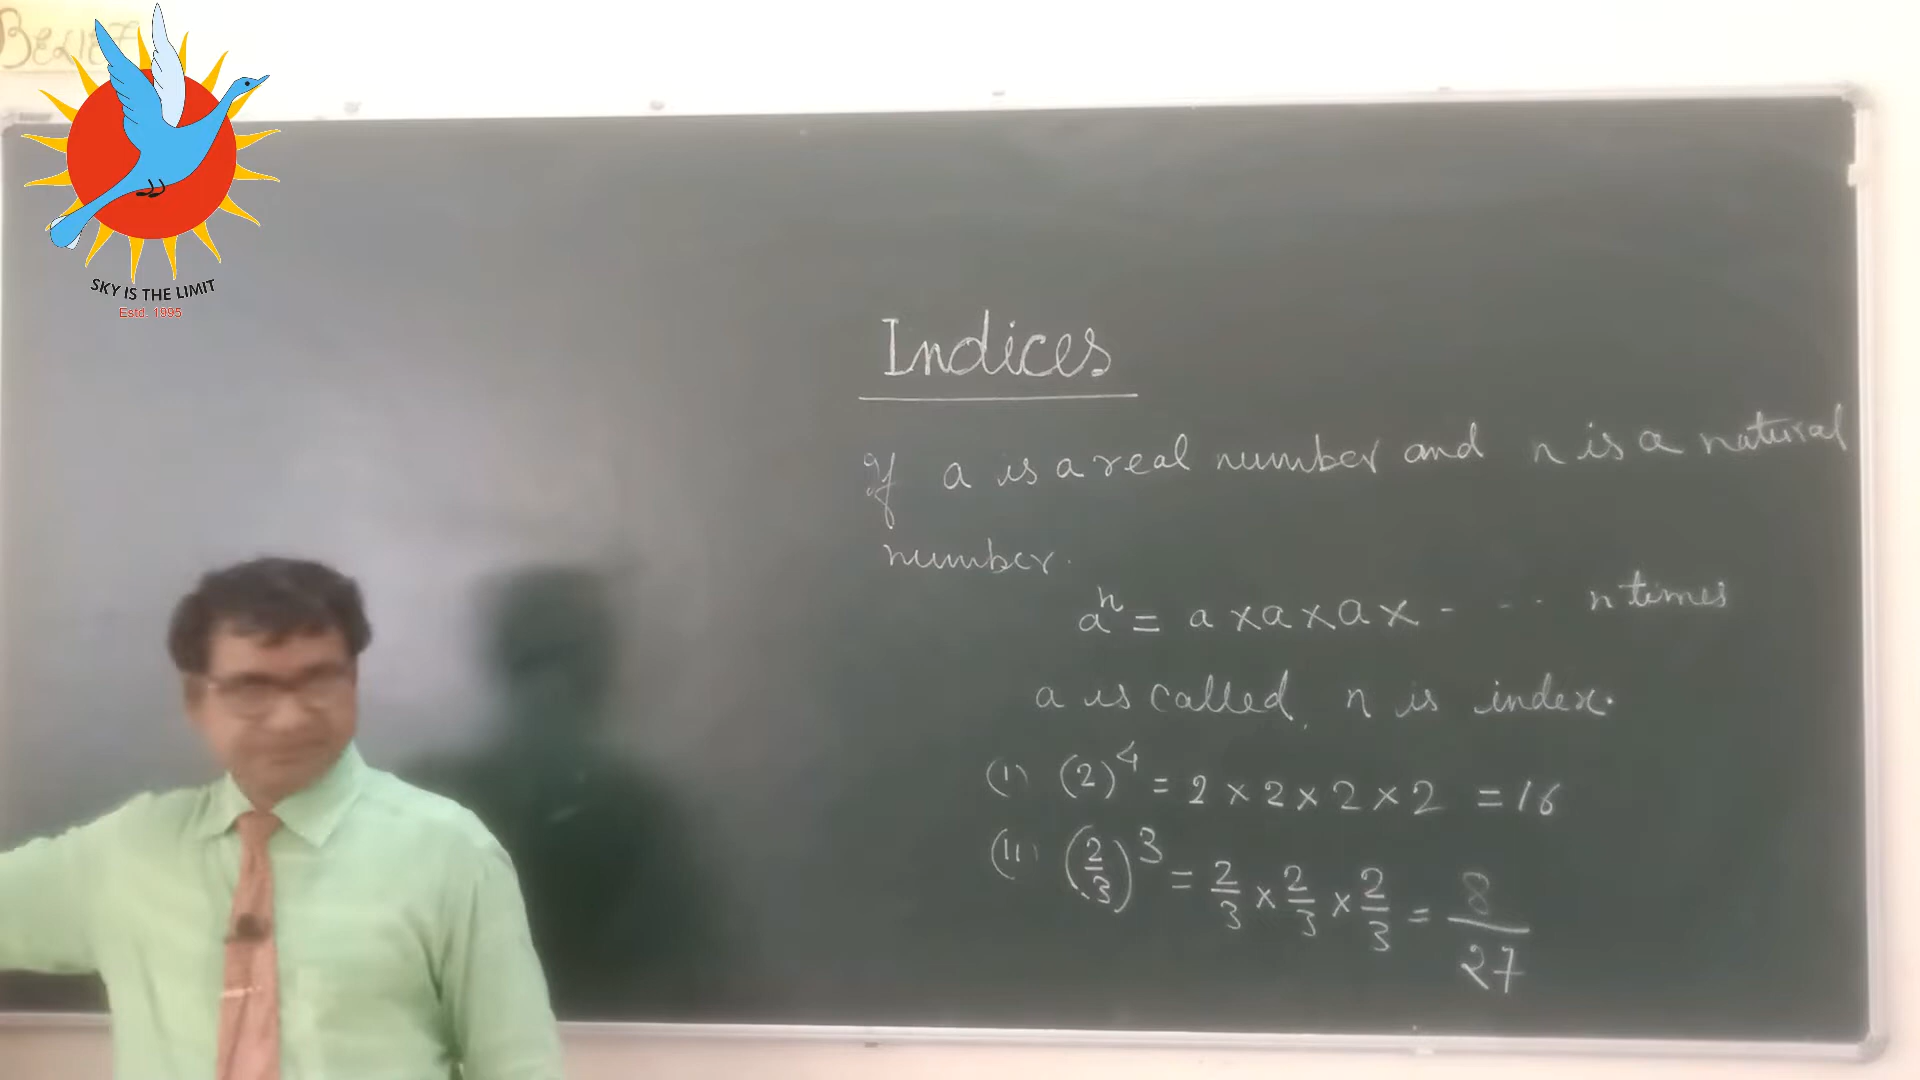 BELIEF
SKY IS THE LIMIT
Estd. 1995
Indices
If a is a real number and n is a natural
number.
aⁿ = a × a × a × - - - n times
a is called, n is index.
(i) (2)⁴ = 2 × 2 × 2 × 2 = 16
(ii) (2/3)³ = 2/3 × 2/3 × 2/3 = 8/27